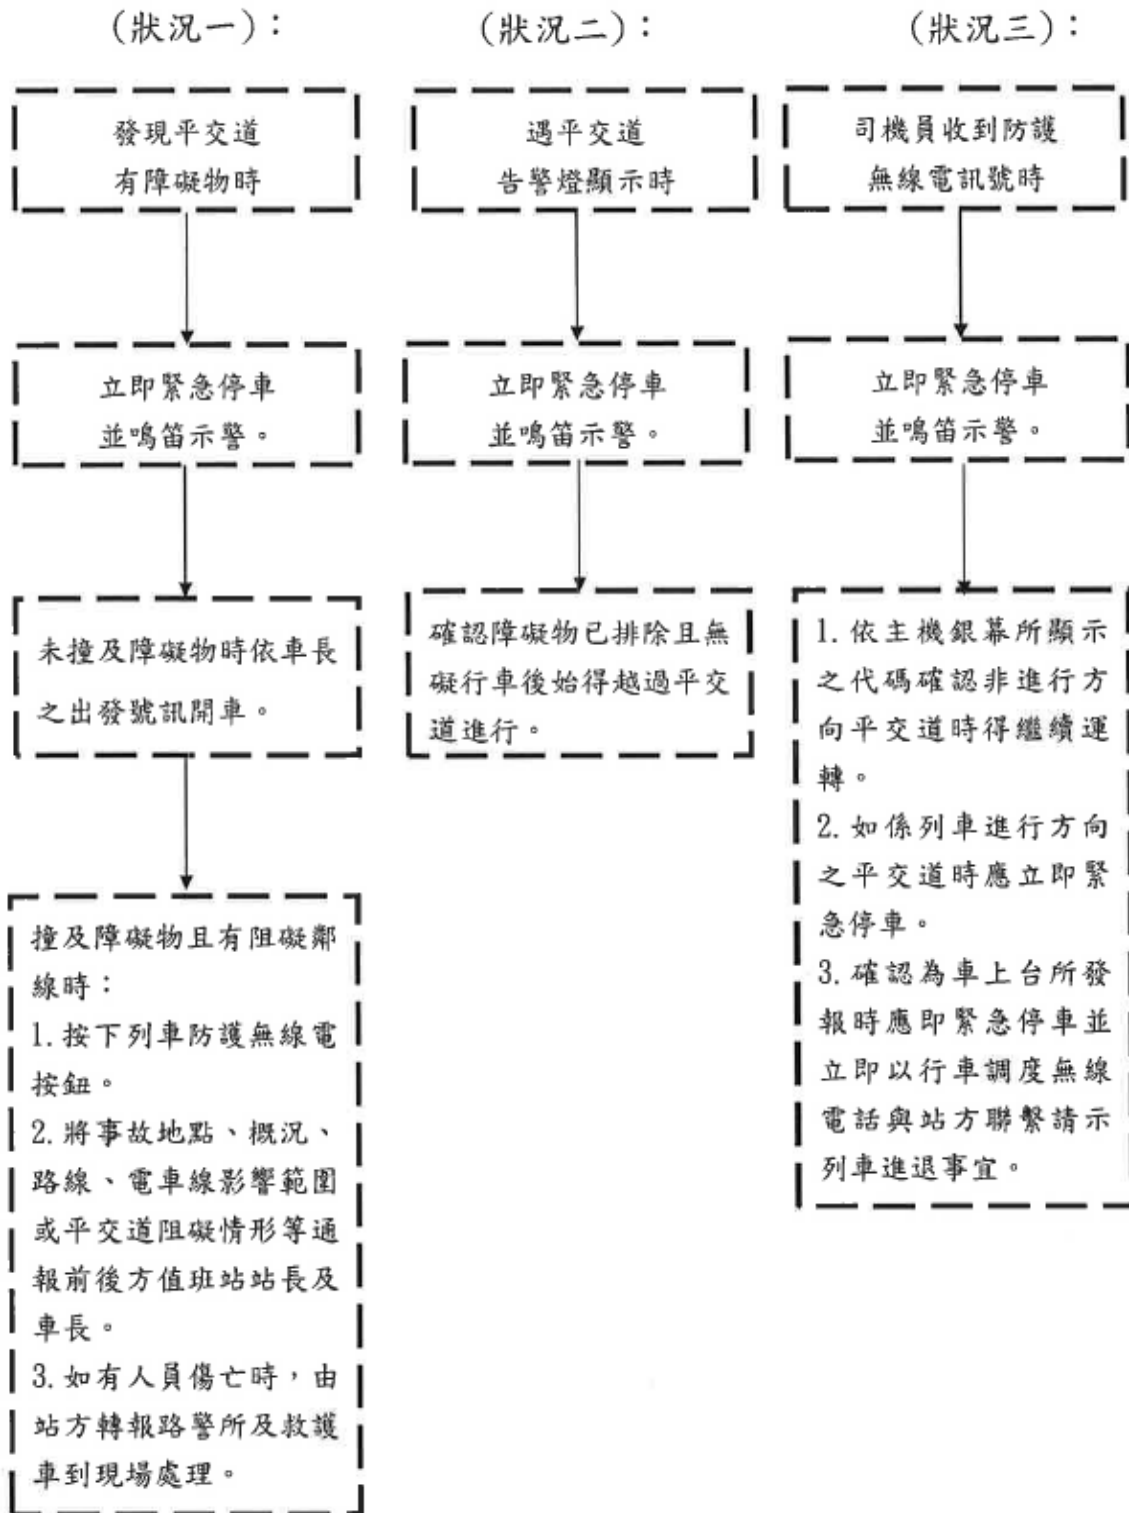 (狀況一)：
發現平交道
有障礙物時
立即緊急停車
並鳴笛示警。
未撞及障礙物時依車長
之出發號訊開車。
撞及障礙物且有阻礙鄰
線時：
1.按下列車防護無線電
按鈕。
2.將事故地點、概況、
路線、電車線影響範圍
或平交道阻礙情形等通
報前後方值班站站長及
車長。
3.如有人員傷亡時，由
站方轉報路警所及救護
車到現場處理。
(狀況二)：
遇平交道
告警燈顯示時
立即緊急停車
並鳴笛示警。
確認障礙物已排除且無
礙行車後始得越過平交
道進行。
(狀況三)：
司機員收到防護
無線電訊號時
立即緊急停車
並鳴笛示警。
1.依主機銀幕所顯示
之代碼確認非進行方
向平交道時得繼續運
轉。
2.如係列車進行方向
之平交道時應立即緊
急停車。
3.確認為車上台所發
報時應即緊急停車並
立即以行車調度無線
電話與站方聯繫請示
列車進退事宜。